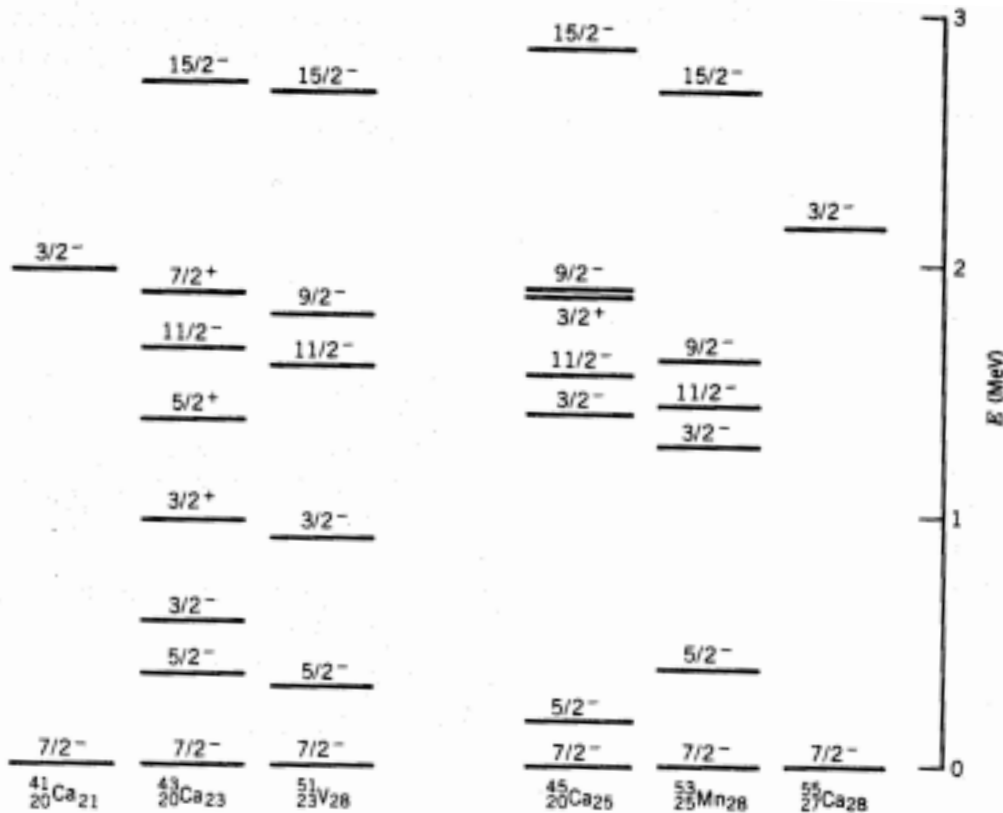 3
15/2⁻
15/2⁻ 15/2⁻
15/2⁻
3/2⁻
3/2⁻ 7/2⁺ 9/2⁻ 2
9/2⁻
3/2⁺
11/2⁻ 11/2⁻ 11/2⁻ 9/2⁻
5/2⁺ 3/2⁻ 11/2⁻
3/2⁻
E (MeV)
3/2⁺ 3/2⁻ 1
3/2⁻
5/2⁻ 5/2⁻ 5/2⁻
5/2⁻
7/2⁻ 7/2⁻ 7/2⁻ 7/2⁻ 7/2⁻ 7/2⁻ 0
⁴¹₂₀Ca₂₁ ⁴³₂₀Ca₂₃ ⁵¹₂₃V₂₈ ⁴⁵₂₀Ca₂₅ ⁵³₂₅Mn₂₈ ⁵⁵₂₇Ca₂₈